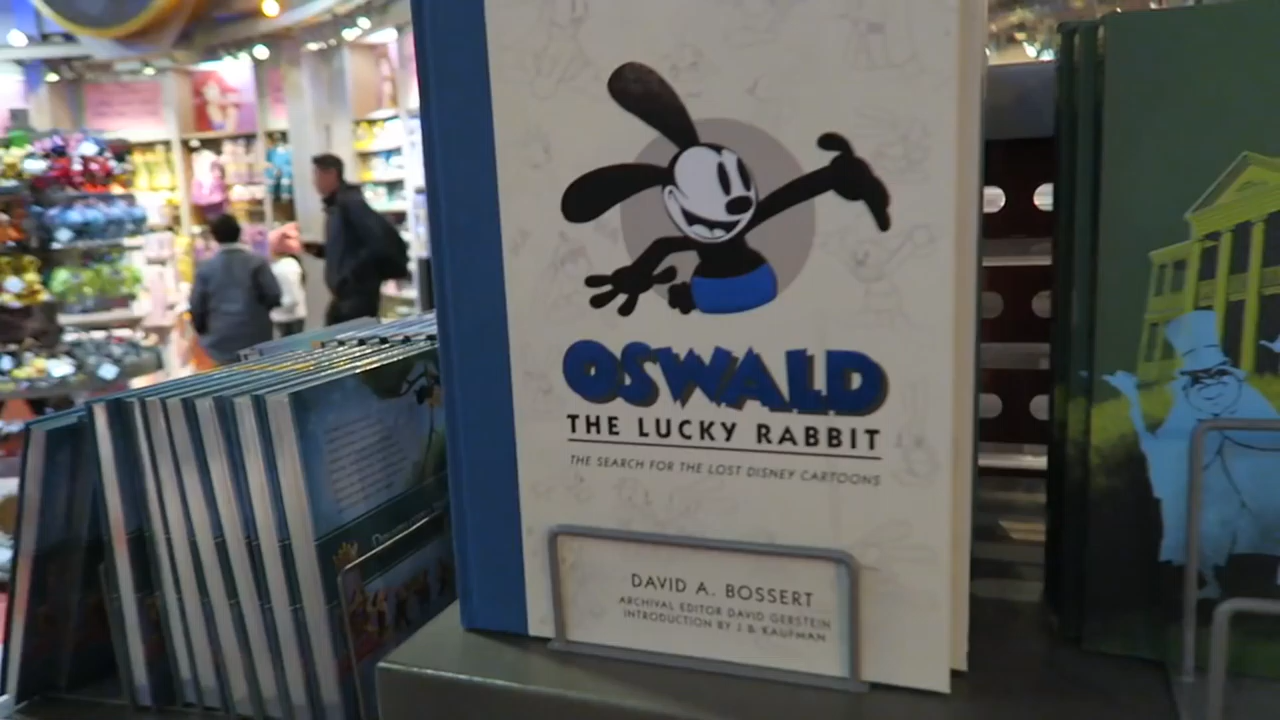 OSWALD
THE LUCKY RABBIT
THE SEARCH FOR THE LOST DISNEY CARTOONS
DAVID A. BOSSERT
ARCHIVAL EDITOR DAVID GERSTEIN
INTRODUCTION BY J. B. KAUFMAN